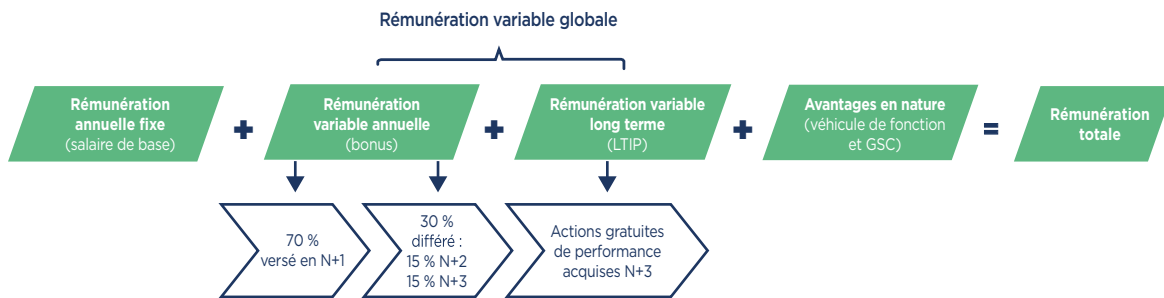 Rémunération variable globale
Rémunération
annuelle fixe
(salaire de base)
+
Rémunération
variable annuelle
(bonus)
+
Rémunération variable
long terme
(LTIP)
+
Avantages en nature
(véhicule de fonction
et GSC)
=
Rémunération
totale
70 %
versé en N+1
30 %
différé :
15 % N+2
15 % N+3
Actions gratuites
de performance
acquises N+3